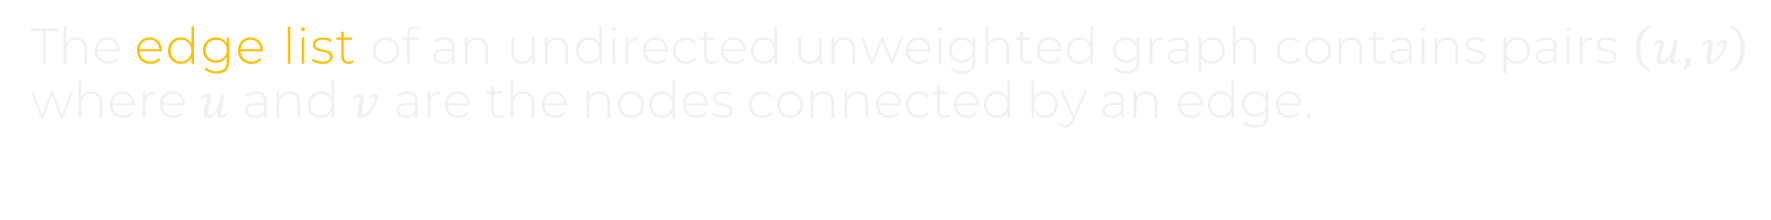 The edge list of an undirected unweighted graph contains pairs (u, v)
where u and v are the nodes connected by an edge.